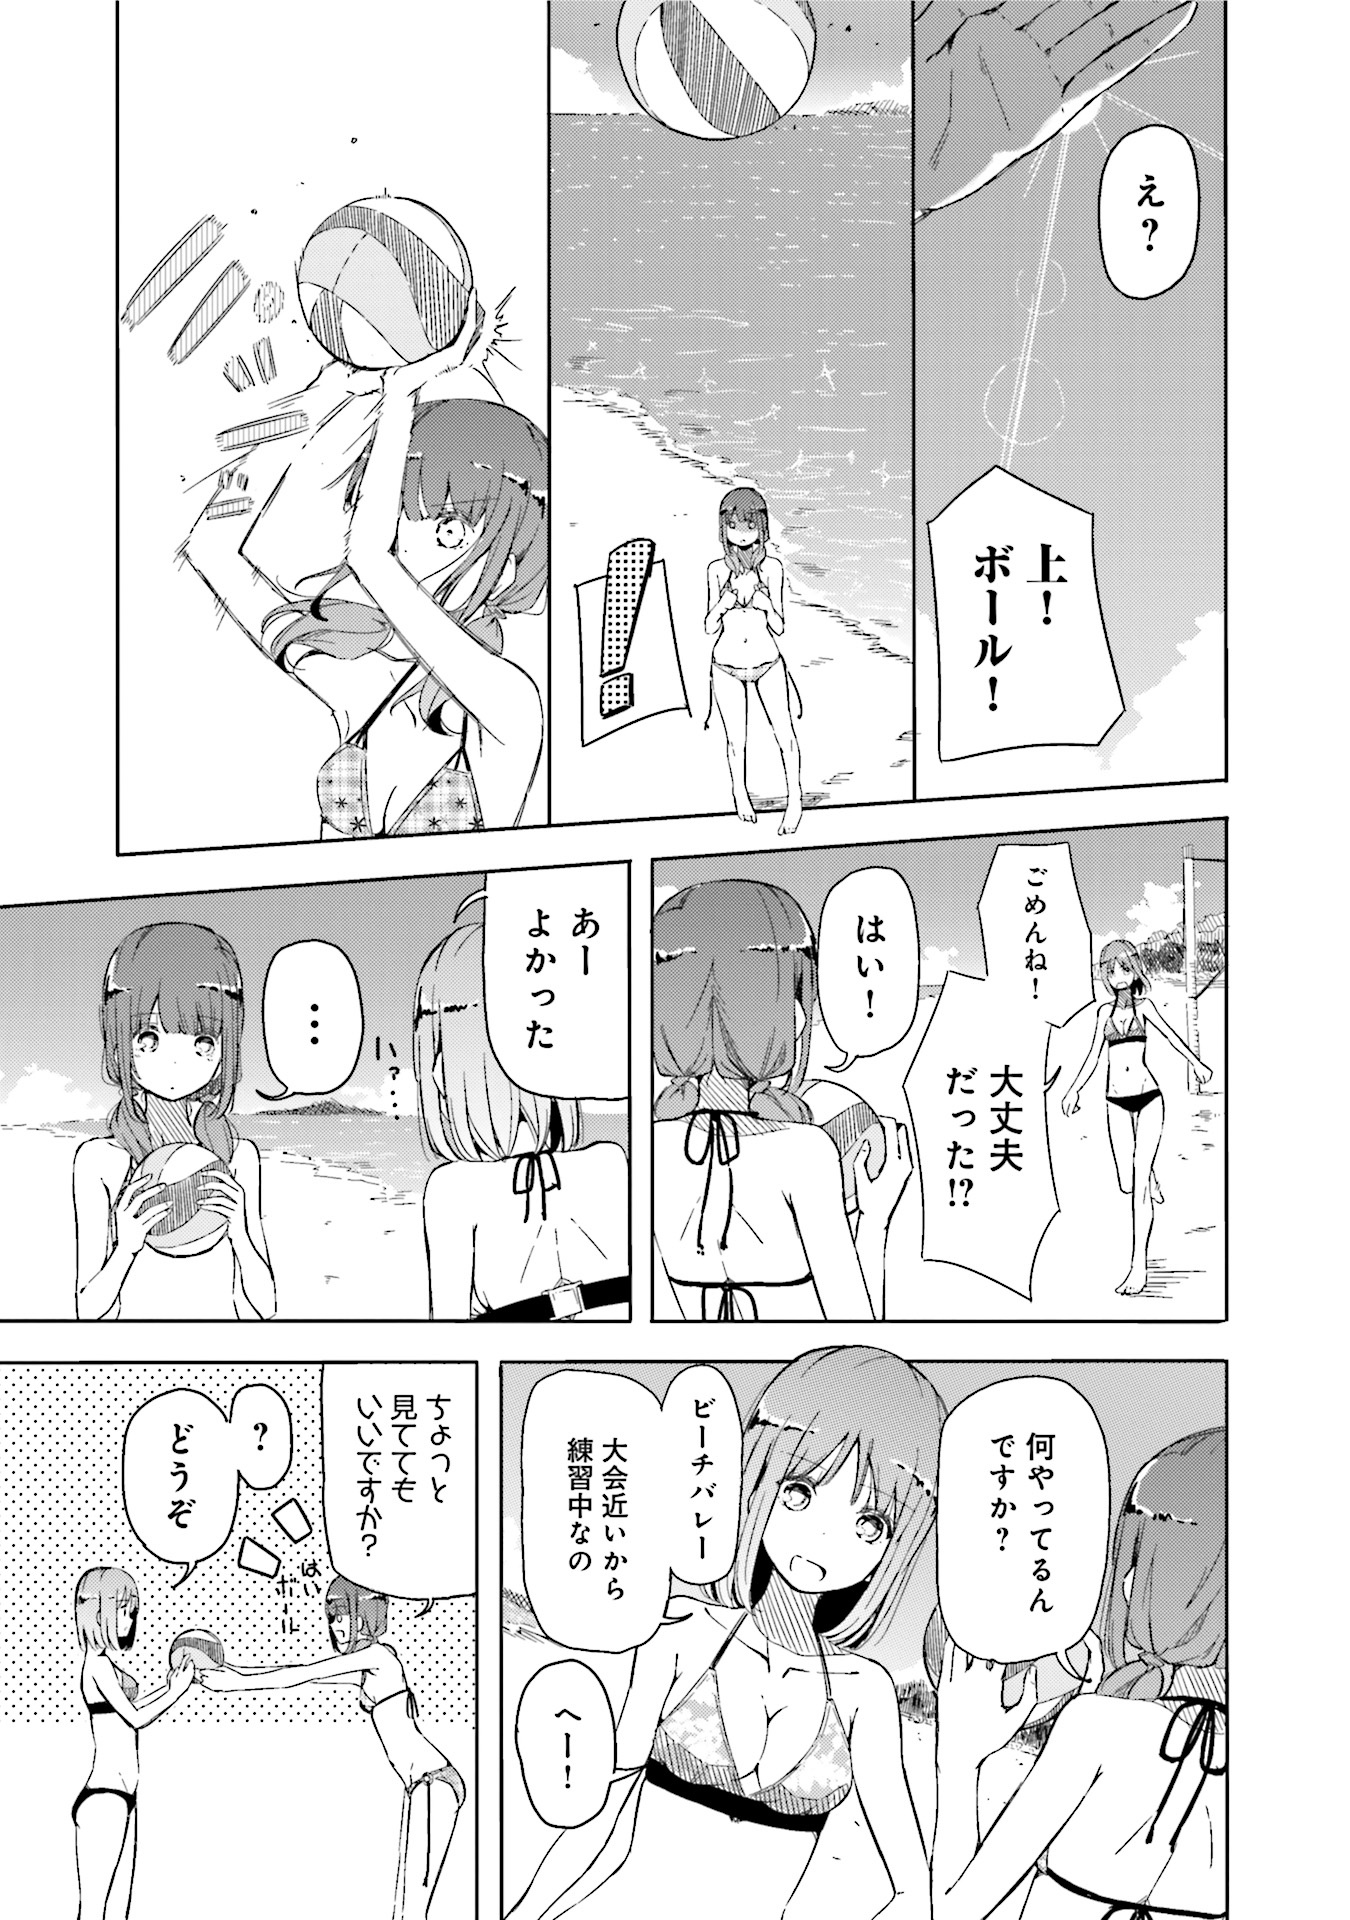 え？
上！
ボール！
ごめんね！
大丈夫
だった!?
はい！
あー
よかった
ハ？…
…
何やってるん
ですか？
ビーチバレー
大会近いから
練習中なの
へー！
ちょっと
見てても
いいですか？
はい
ボール
？
どうぞ